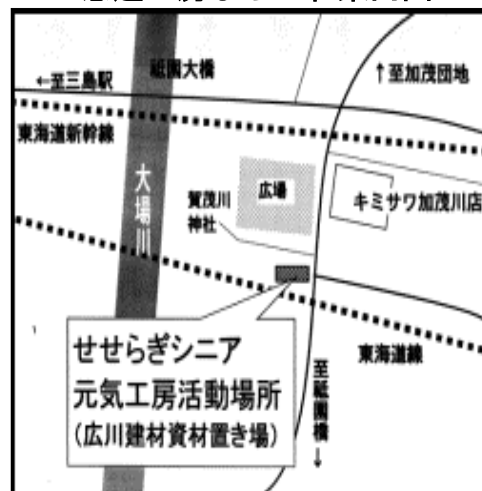 祗園大橋
←至三島駅
↑至加茂団地
東海道新幹線
大場川
広場
賀茂川
神社
キミサワ加茂川店
せせらぎシニア
元気工房活動場所
(広川建材資材置き場)
東海道線
至祗園橋↓